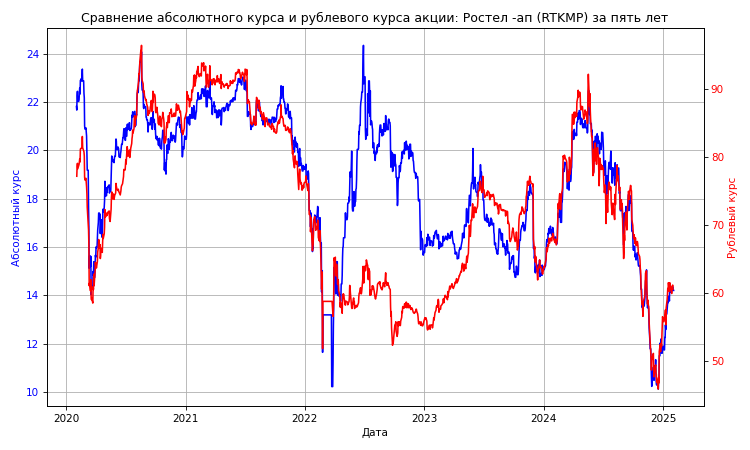 Сравнение абсолютного курса и рублевого курса акции: Ростел -ап (RTKMP) за пять лет
24
22
20
18
16
14
12
10
Абсолютный курс
90
80
70
60
50
Рублевый курс
2020 2021 2022 2023 2024 2025
Дата